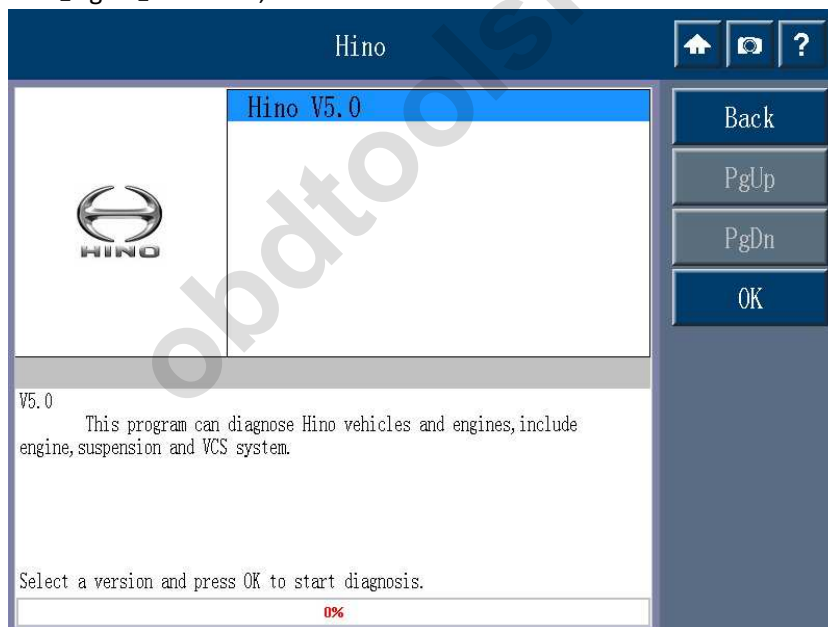 Hino
?
Hino V5.0
Back
PgUp
PgDn
OK
HINO
V5.0
This program can diagnose Hino vehicles and engines,include
engine,suspension and VCS system.
Select a version and press OK to start diagnosis.
0%